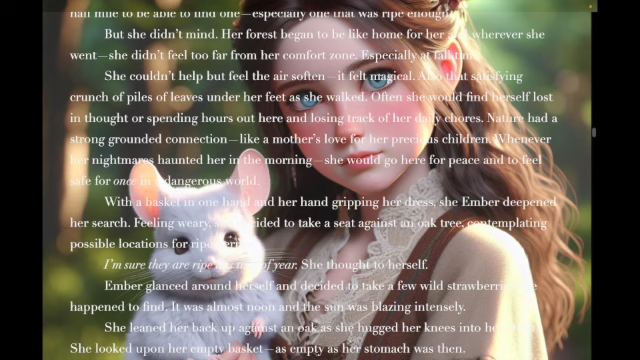 half mile to be able to find one—especially one that was ripe enough.
But she didn't mind. Her forest began to be like home for her and wherever she
went—she didn't feel too far from her comfort zone. Especially at
She couldn't help but feel the air soften—it felt magical. Also that satisfying
crunch of piles of leaves under her feet as she walked. Often she would find herself lost
in thought or spending hours out here and losing track of her daily chores. Nature had a
strong grounded connection—like a mother's love for her precious children. Whenever
her nightmares haunted her in the morning—she would go here for peace and to feel
safe for once in a dangerous world.
With a basket in one hand and her hand gripping her dress, she Ember deepened
her search. Feeling weary, she decided to take a seat against an oak tree, contemplating
possible locations for ripe
I'm sure they are ripe this time of year. She thought to herself.
Ember glanced around herself and decided to take a few wild strawberries
happened to find. It was almost noon and the sun was blazing intensely.
She leaned her back up against an oak as she hugged her knees into
She looked upon her empty basket—as empty as her stomach was then.